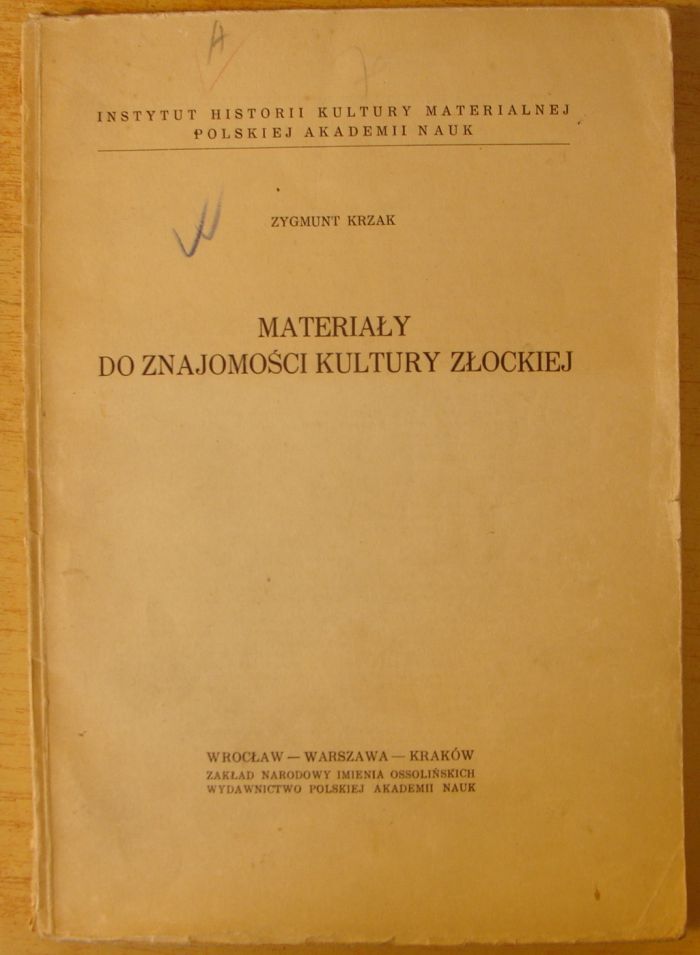 A
INSTYTUT HISTORII KULTURY MATERIALNEJ
POLSKIEJ AKADEMII NAUK
ZYGMUNT KRZAK
MATERIAŁY
DO ZNAJOMOŚCI KULTURY ZŁOCKIEJ
WROCŁAW — WARSZAWA — KRAKÓW
ZAKŁAD NARODOWY IMIENIA OSSOLIŃSKICH
WYDAWNICTWO POLSKIEJ AKADEMII NAUK